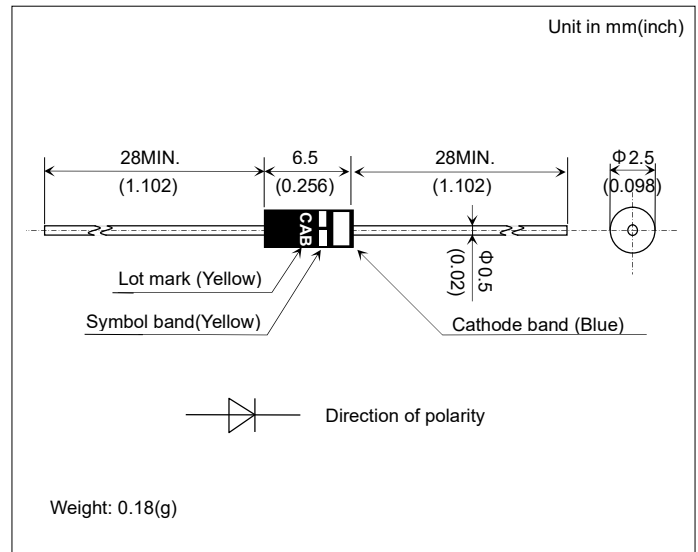 Unit in mm(inch)
28MIN.
(1.102)
6.5
(0.256)
28MIN.
(1.102)
Φ2.5
(0.098)
CAB
Φ0.5
(0.02)
Lot mark (Yellow)
Symbol band(Yellow)
Cathode band (Blue)
Direction of polarity
Weight: 0.18(g)